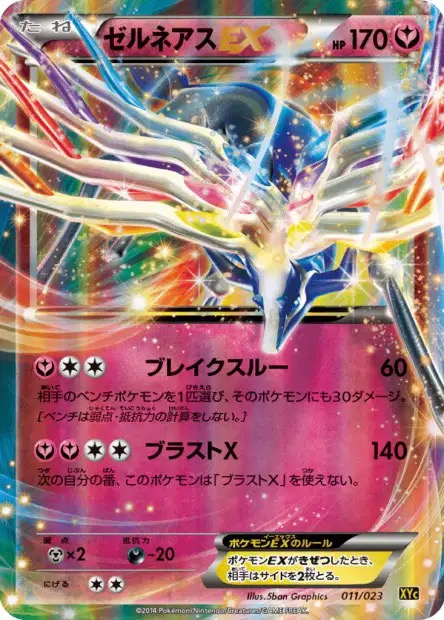 たね ゼルネアスEX HP170
ブレイクスルー 60
相手のベンチポケモンを1匹選び、そのポケモンにも30ダメージ。
[ベンチは弱点・抵抗力の計算をしない。]
ブラストX 140
次の自分の番、このポケモンは「ブラストX」を使えない。
弱点 抵抗力
×2 -20
ポケモンEXのルール
ポケモンEXがきぜつしたとき、
相手はサイドを2枚とる。
にげる
Illus. 5ban Graphics 011/023 XYc
©2014 Pokémon/Nintendo/Creatures/GAME FREAK.